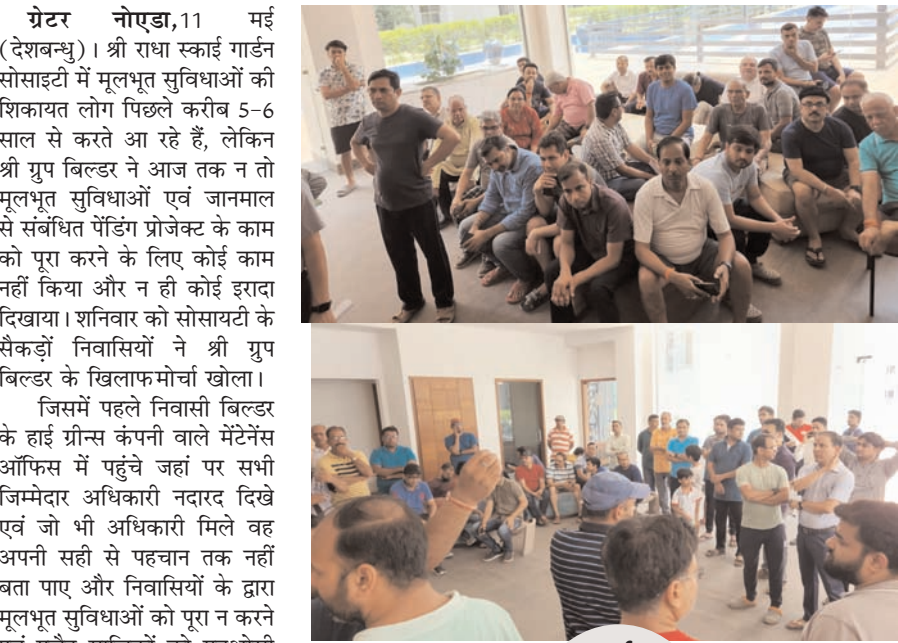 ग्रेटर नोएडा,11 मई
(देशबन्धु)। श्री राधा स्काई गार्डन
सोसाइटी में मूलभूत सुविधाओं की
शिकायत लोग पिछले करीब 5-6
साल से करते आ रहे हैं, लेकिन
श्री ग्रुप बिल्डर ने आज तक न तो
मूलभूत सुविधाओं एवं जानमाल
से संबंधित पेंडिंग प्रोजेक्ट के काम
को पूरा करने के लिए कोई काम
नहीं किया और न ही कोई इरादा
दिखाया। शनिवार को सोसायटी के
सैकड़ों निवासियों ने श्री ग्रुप
बिल्डर के खिलाफ मोर्चा खोला।
जिसमें पहले निवासी बिल्डर
के हाई ग्रीन्स कंपनी वाले मेंटेनेंस
ऑफिस में पहुंचे जहां पर सभी
जिम्मेदार अधिकारी नदारद दिखे
एवं जो भी अधिकारी मिले वह
अपनी सही से पहचान तक नहीं
बता पाए और निवासियों के द्वारा
मूलभूत सुविधाओं को पूरा न करने